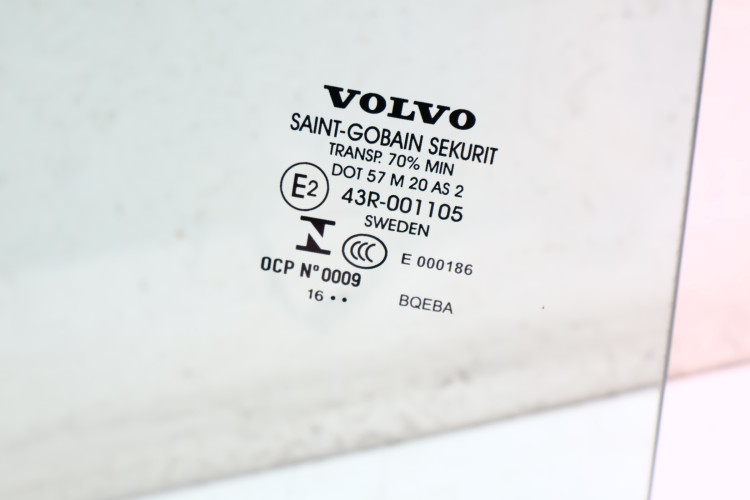 VOLVO
SAINT-GOBAIN SEKURIT
TRANSP. 70% MIN
DOT 57 M 20 AS 2
E2 43R-001105
SWEDEN
CCC E 000186
OCP N° 0009
16 • • BQEBA